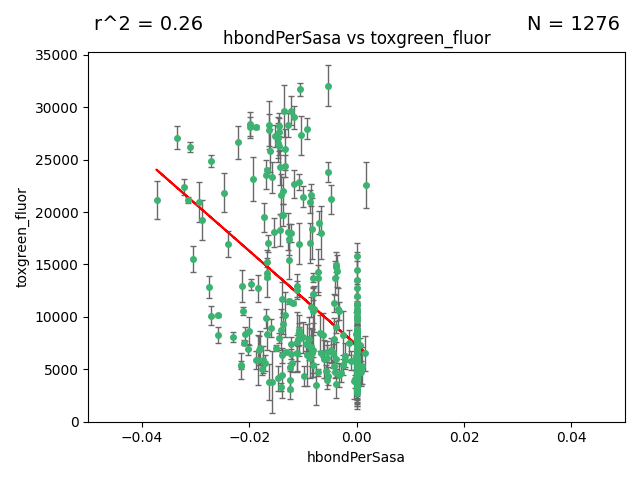 r^2 = 0.26
N = 1276
hbondPerSasa vs toxgreen_fluor
35000
30000
25000
20000
15000
10000
5000
0
toxgreen_fluor
−0.04
−0.02
0.00
0.02
0.04
hbondPerSasa